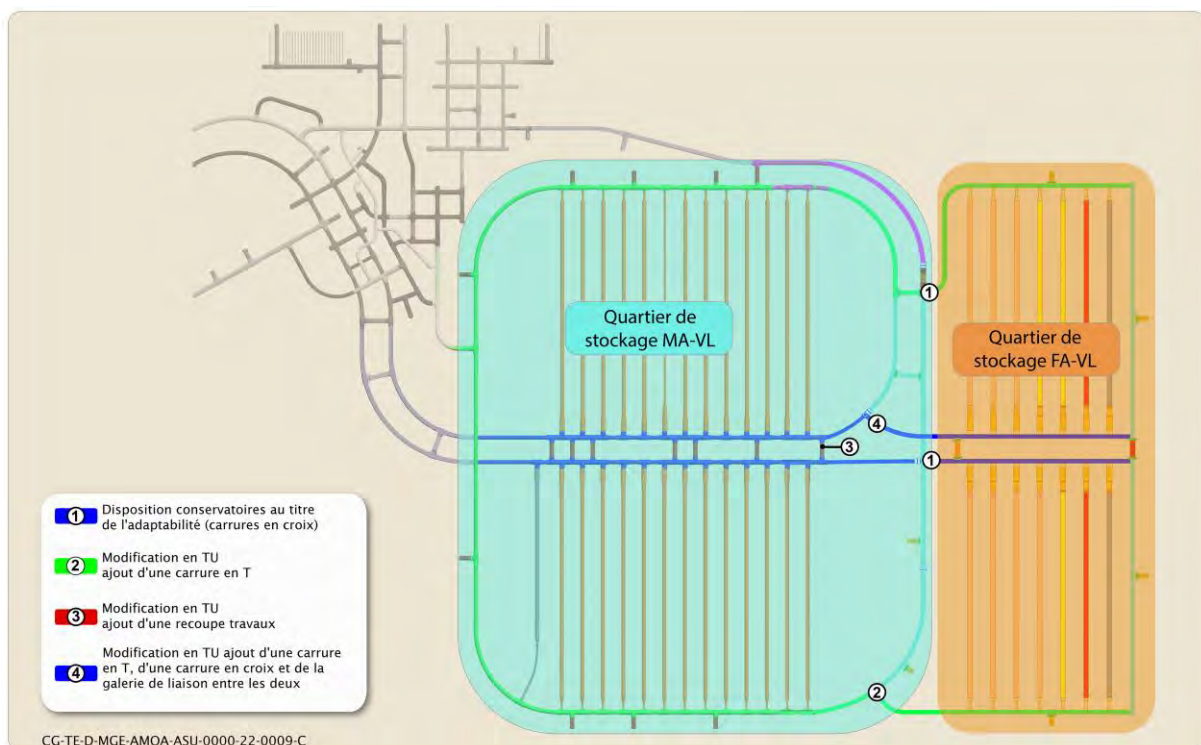 Quartier de
stockage MA-VL
Quartier de
stockage FA-VL
1
4
3
1
2
1 Disposition conservatoires au titre
de l'adaptabilité (carrures en croix)
2 Modification en TU
ajout d'une carrure en T
3 Modification en TU
ajout d'une recoupe travaux
4 Modification en TU ajout d'une carrure
en T, d'une carrure en croix et de la
galerie de liaison entre les deux
CG-TE-D-MGE-AMOA-ASU-0000-22-0009-C